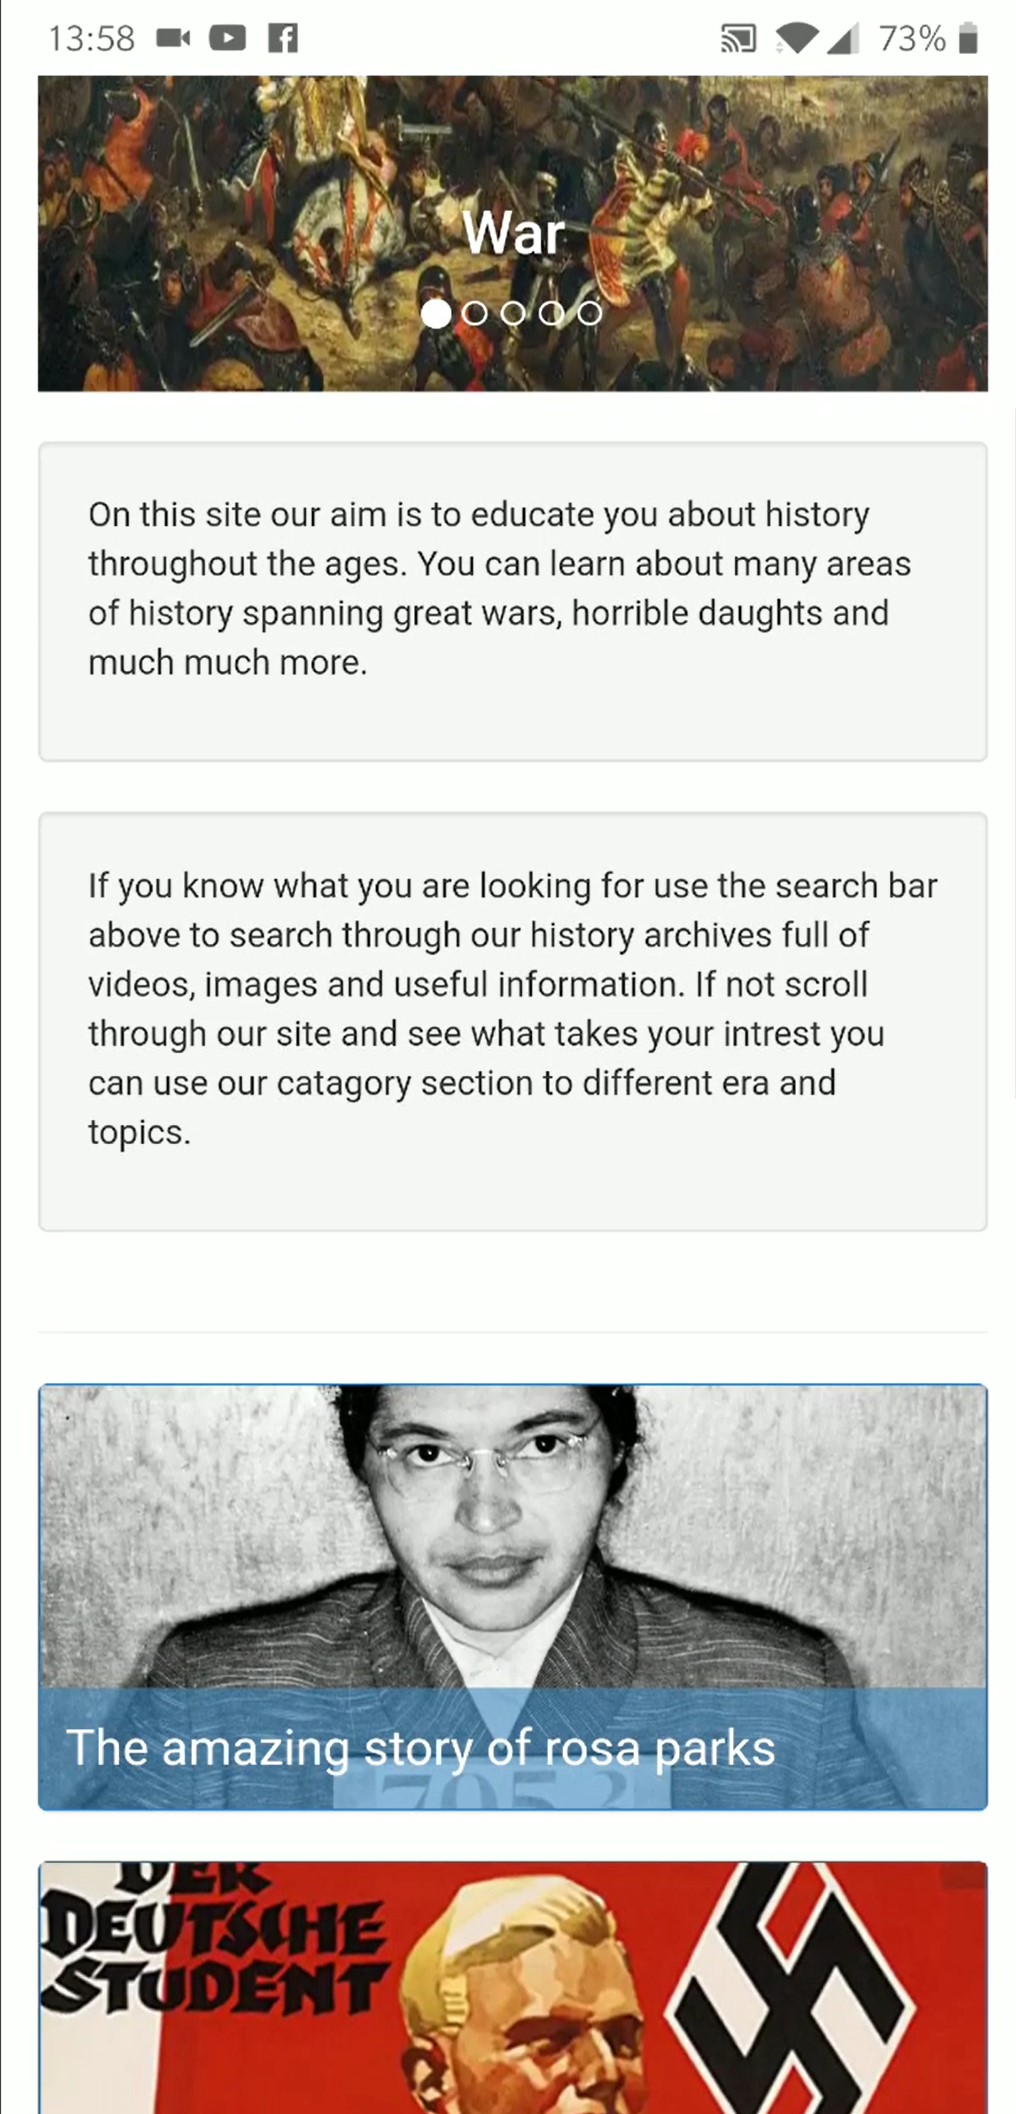 13:58 73%
War
On this site our aim is to educate you about history
throughout the ages. You can learn about many areas
of history spanning great wars, horrible daughts and
much much more.
If you know what you are looking for use the search bar
above to search through our history archives full of
videos, images and useful information. If not scroll
through our site and see what takes your intrest you
can use our catagory section to different era and
topics.
The amazing story of rosa parks
7053
DER
DEUTSCHE
STUDENT